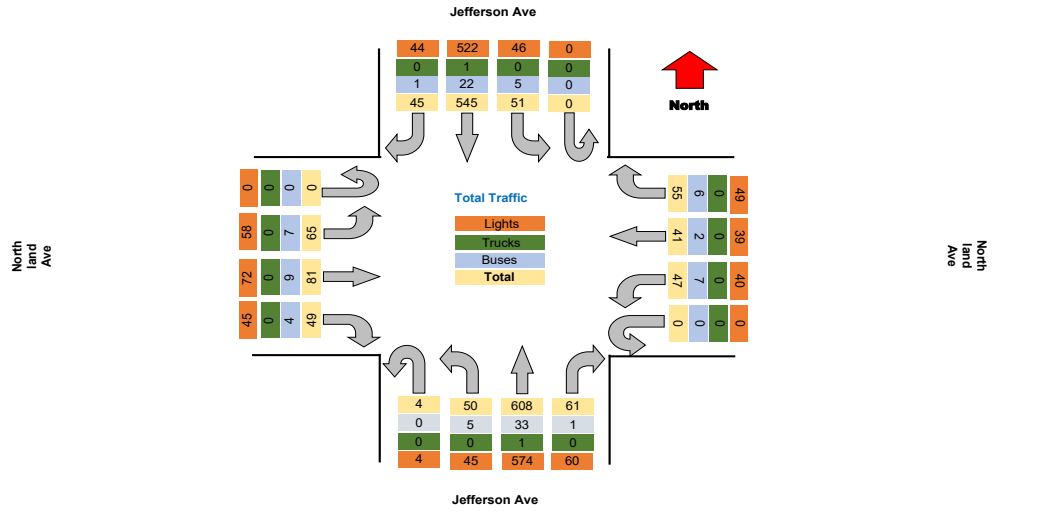 Jefferson Ave
44 522 46 0
0 1 0 0
1 22 5 0
45 545 51 0
North
Total Traffic
Lights
Trucks
Buses
Total
0 0 0 0
58 0 7 65
72 0 9 81
45 0 4 49
North
land
Ave
55 6 0 49
41 2 0 39
47 7 0 40
0 0 0 0
North
land
Ave
4 50 608 61
0 5 33 1
0 0 1 0
4 45 574 60
Jefferson Ave